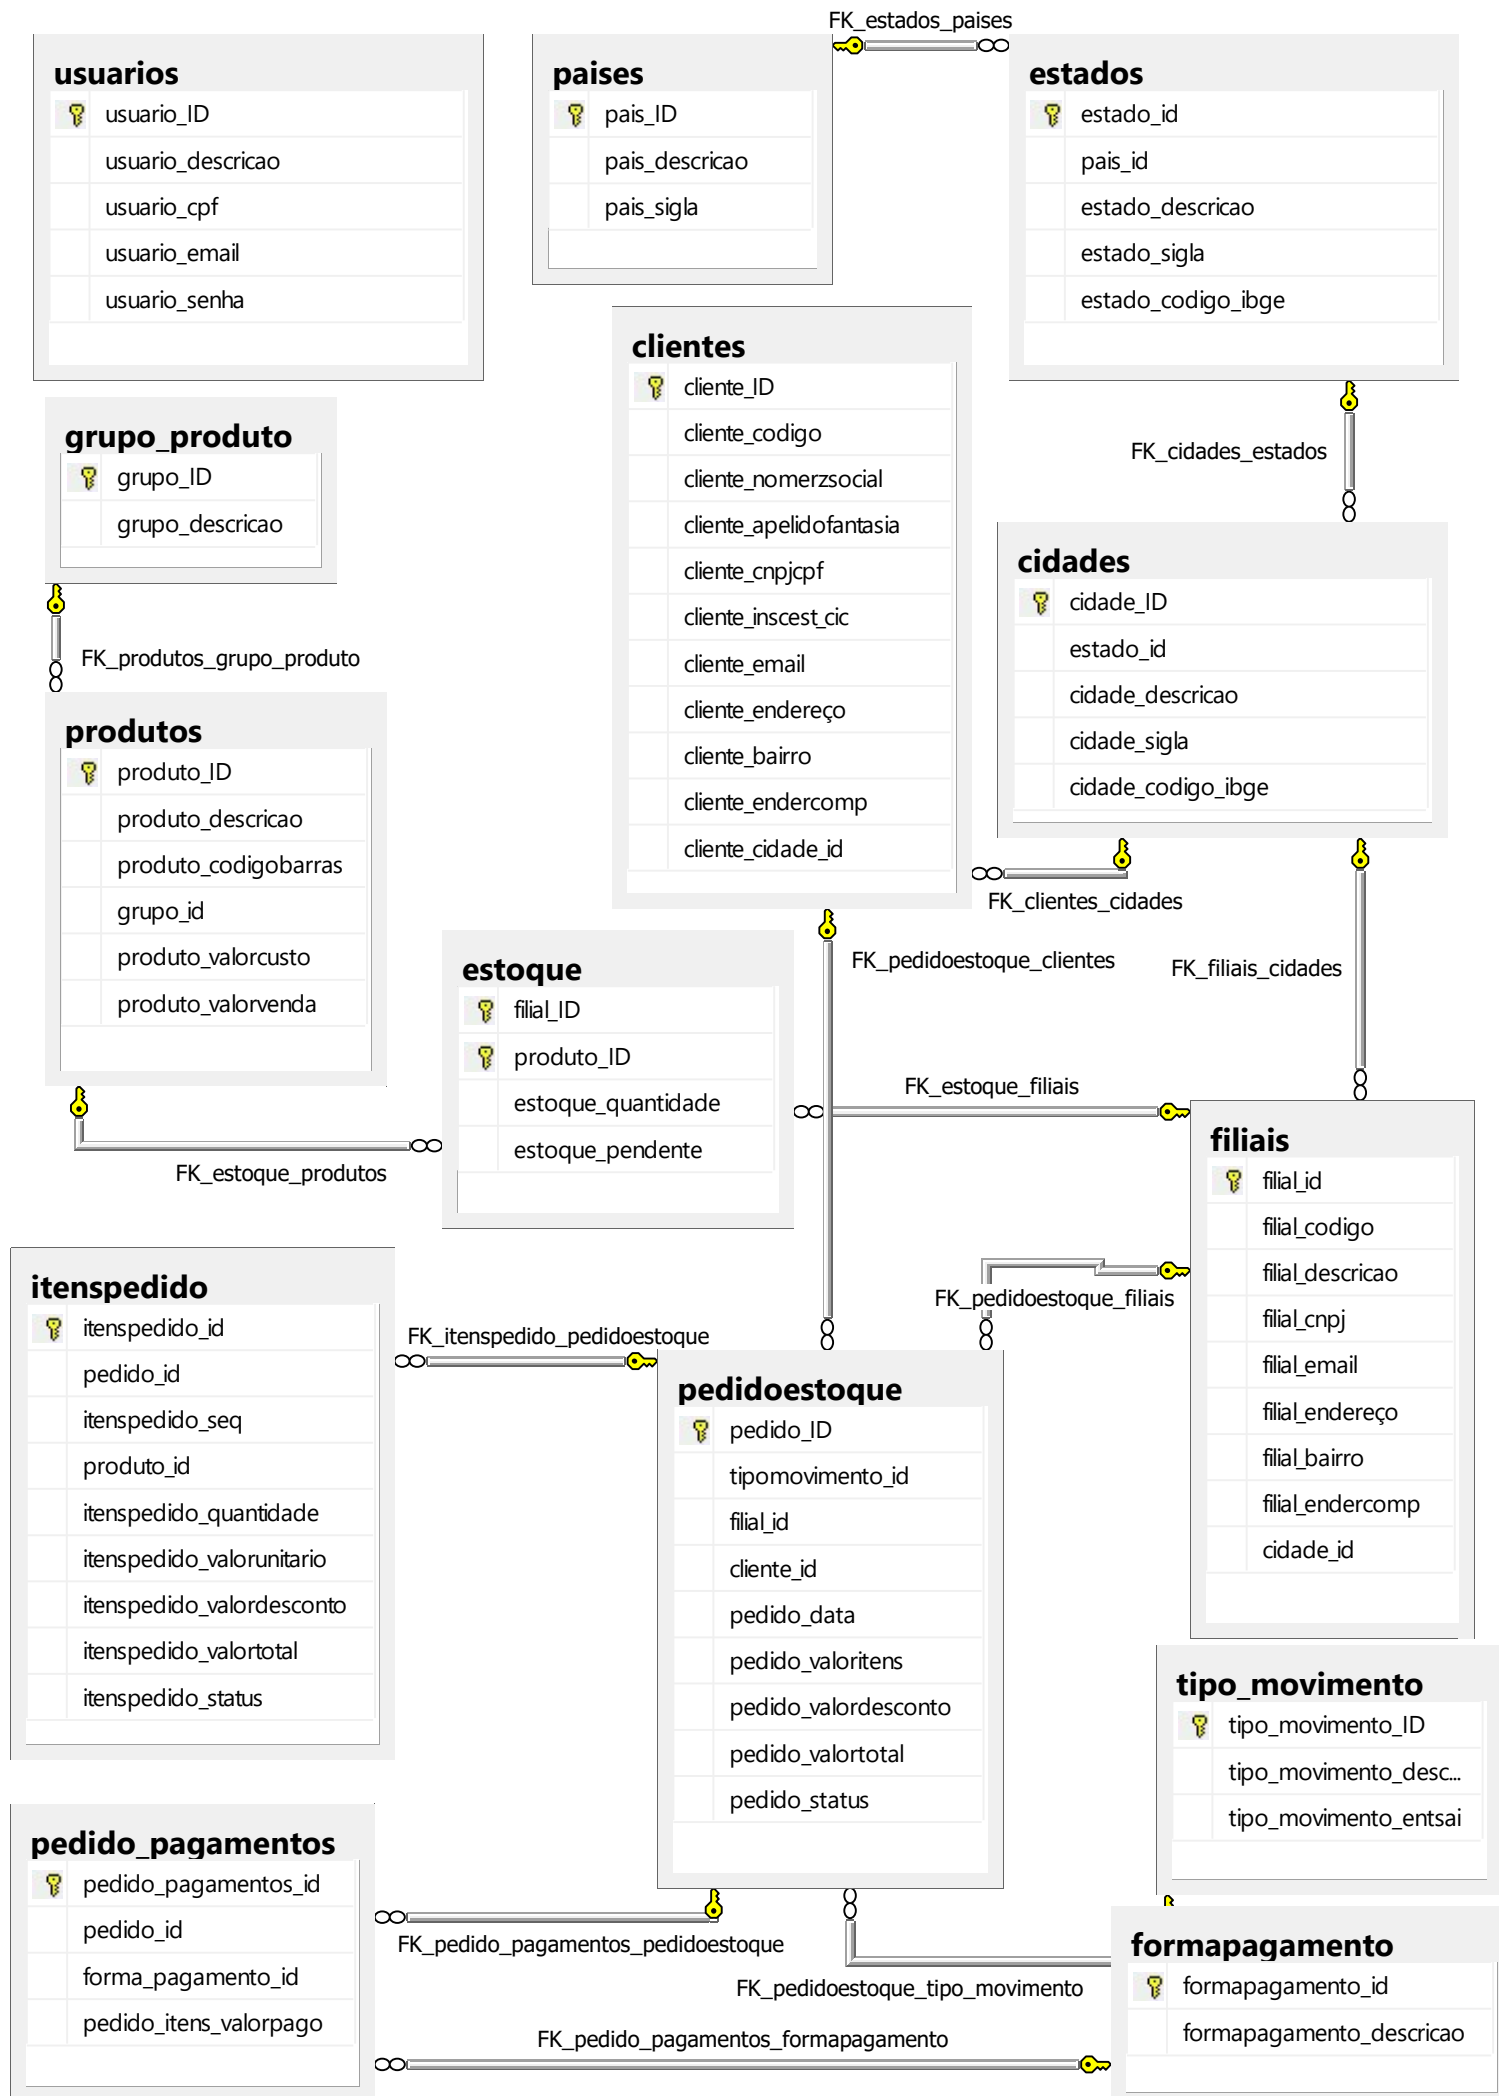 FK_estados_paises
usuarios
usuario_ID
usuario_descricao
usuario_cpf
usuario_email
usuario_senha
paises
pais_ID
pais_descricao
pais_sigla
estados
estado_id
pais_id
estado_descricao
estado_sigla
estado_codigo_ibge
clientes
cliente_ID
cliente_codigo
cliente_nomerzsocial
cliente_apelidofantasia
cliente_cnpjcpf
cliente_inscest_cic
cliente_email
cliente_endereço
cliente_bairro
cliente_endercomp
cliente_cidade_id
grupo_produto
grupo_ID
grupo_descricao
FK_cidades_estados
cidades
cidade_ID
estado_id
cidade_descricao
cidade_sigla
cidade_codigo_ibge
FK_produtos_grupo_produto
produtos
produto_ID
produto_descricao
produto_codigobarras
grupo_id
produto_valorcusto
produto_valorvenda
FK_clientes_cidades
FK_pedidoestoque_clientes
FK_filiais_cidades
estoque
filial_ID
produto_ID
estoque_quantidade
estoque_pendente
FK_estoque_filiais
FK_estoque_produtos
filiais
filial_id
filial_codigo
filial_descricao
filial_cnpj
filial_email
filial_endereço
filial_bairro
filial_endercomp
cidade_id
FK_pedidoestoque_filiais
itenspedido
itenspedido_id
pedido_id
itenspedido_seq
produto_id
itenspedido_quantidade
itenspedido_valorunitario
itenspedido_valordesconto
itenspedido_valortotal
itenspedido_status
FK_itenspedido_pedidoestoque
pedidoestoque
pedido_ID
tipomovimento_id
filial_id
cliente_id
pedido_data
pedido_valoritens
pedido_valordesconto
pedido_valortotal
pedido_status
tipo_movimento
tipo_movimento_ID
tipo_movimento_desc...
tipo_movimento_entsai
pedido_pagamentos
pedido_pagamentos_id
pedido_id
forma_pagamento_id
pedido_itens_valorpago
FK_pedido_pagamentos_pedidoestoque
FK_pedidoestoque_tipo_movimento
formapagamento
formapagamento_id
formapagamento_descricao
FK_pedido_pagamentos_formapagamento